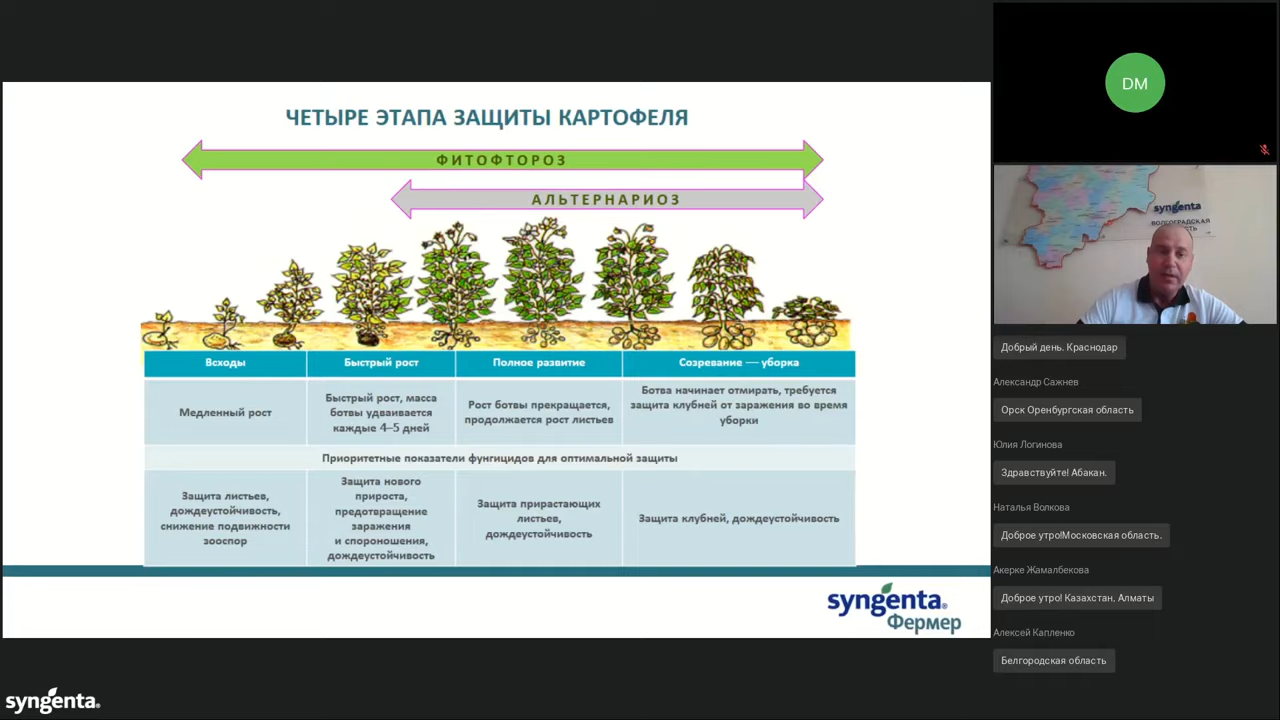 ЧЕТЫРЕ ЭТАПА ЗАЩИТЫ КАРТОФЕЛЯ
ФИТОФТОРОЗ
АЛЬТЕРНАРИОЗ
Всходы
Быстрый рост
Полное развитие
Созревание — уборка
Медленный рост
Быстрый рост, масса
ботвы удваивается
каждые 4–5 дней
Рост ботвы прекращается,
продолжается рост листьев
Ботва начинает отмирать, требуется
защита клубней от заражения во время
уборки
Приоритетные показатели фунгицидов для оптимальной защиты
Защита листьев,
дождеустойчивость,
снижение подвижности
зооспор
Защита нового
прироста,
предотвращение
заражения
и спороношения,
дождеустойчивость
Защита прирастающих
листьев,
дождеустойчивость
Защита клубней, дождеустойчивость
syngenta®
Фермер
syngenta®
DM
syngenta
ВОЛГОГРАДСКАЯ
Добрый день. Краснодар
Александр Сажнев
Орск Оренбургская область
Юлия Логинова
Здравствуйте! Абакан.
Наталья Волкова
Доброе утро!Московская область.
Акерке Жамалбекова
Доброе утро! Казахстан, Алматы
Алексей Капленко
Белгородская область